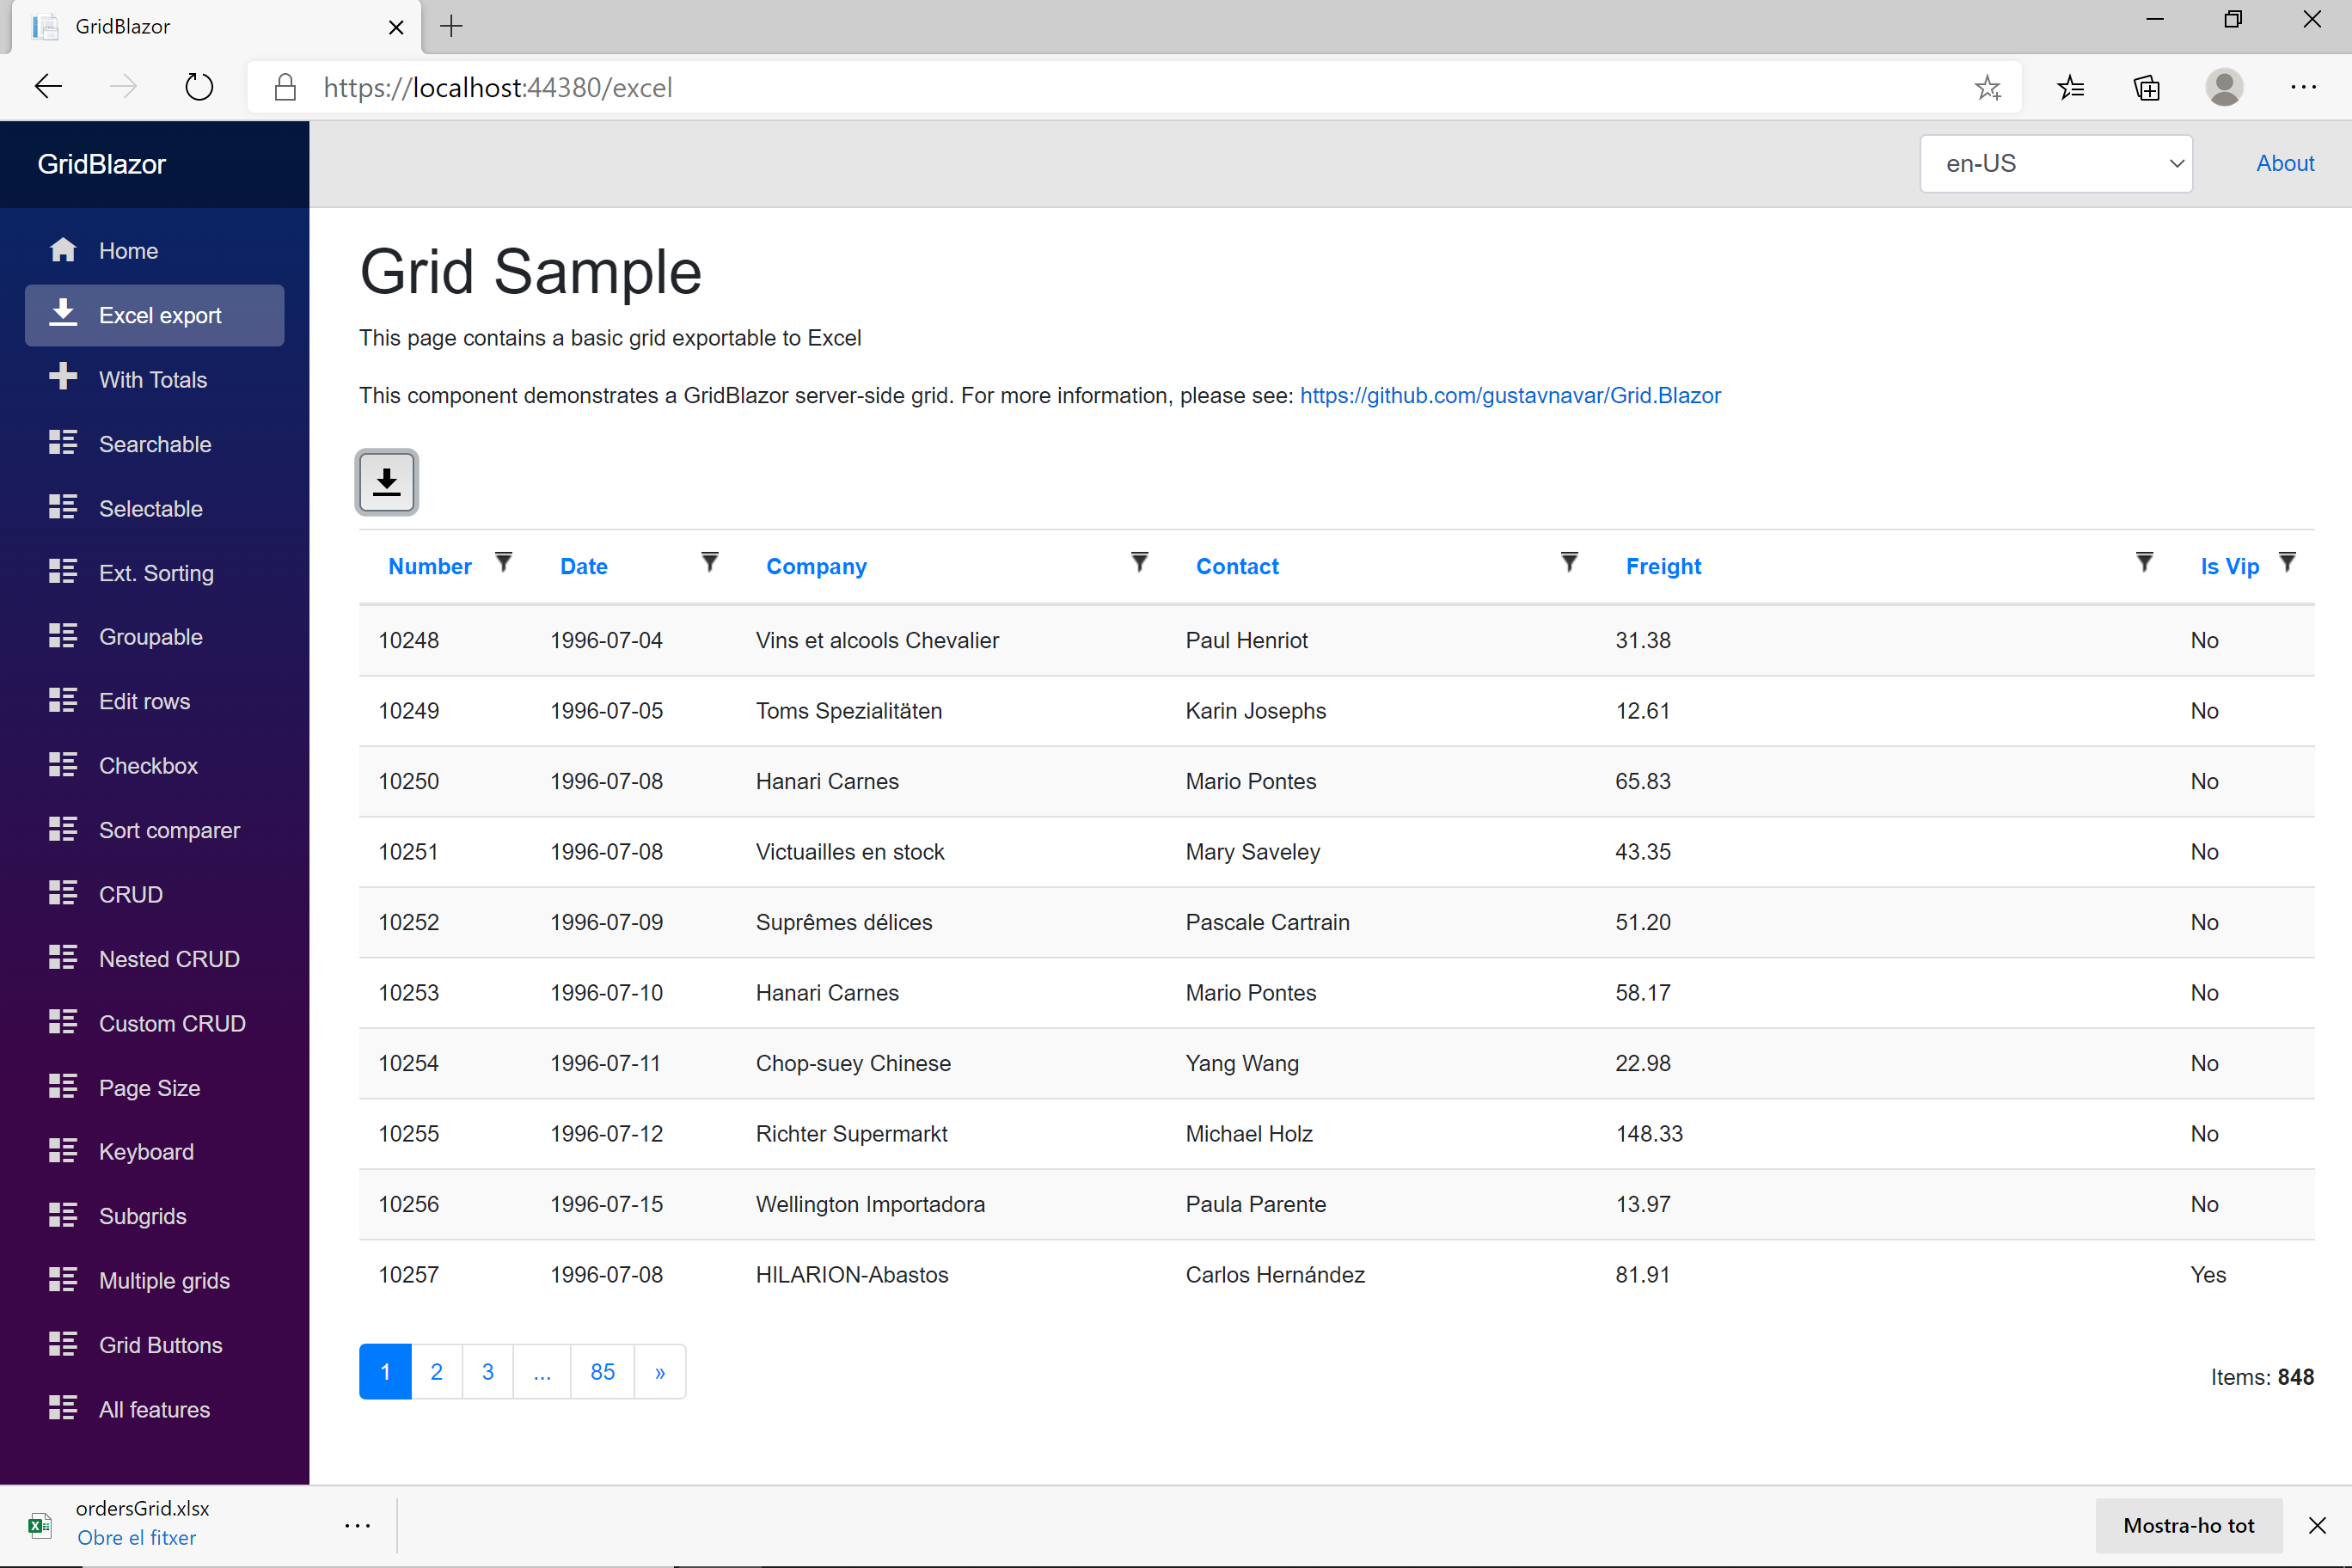 GridBlazor
https://localhost:44380/excel
GridBlazor
en-US
About
Home
Excel export
With Totals
Searchable
Selectable
Ext. Sorting
Groupable
Edit rows
Checkbox
Sort comparer
CRUD
Nested CRUD
Custom CRUD
Page Size
Keyboard
Subgrids
Multiple grids
Grid Buttons
All features
Grid Sample
This page contains a basic grid exportable to Excel
This component demonstrates a GridBlazor server-side grid. For more information, please see: https://github.com/gustavnavar/Grid.Blazor
Number Date Company Contact Freight Is Vip
10248 1996-07-04 Vins et alcools Chevalier Paul Henriot 31.38 No
10249 1996-07-05 Toms Spezialitäten Karin Josephs 12.61 No
10250 1996-07-08 Hanari Carnes Mario Pontes 65.83 No
10251 1996-07-08 Victuailles en stock Mary Saveley 43.35 No
10252 1996-07-09 Suprêmes délices Pascale Cartrain 51.20 No
10253 1996-07-10 Hanari Carnes Mario Pontes 58.17 No
10254 1996-07-11 Chop-suey Chinese Yang Wang 22.98 No
10255 1996-07-12 Richter Supermarkt Michael Holz 148.33 No
10256 1996-07-15 Wellington Importadora Paula Parente 13.97 No
10257 1996-07-08 HILARION-Abastos Carlos Hernández 81.91 Yes
1 2 3 ... 85 »
Items: 848
ordersGrid.xlsx
Obre el fitxer
Mostra-ho tot